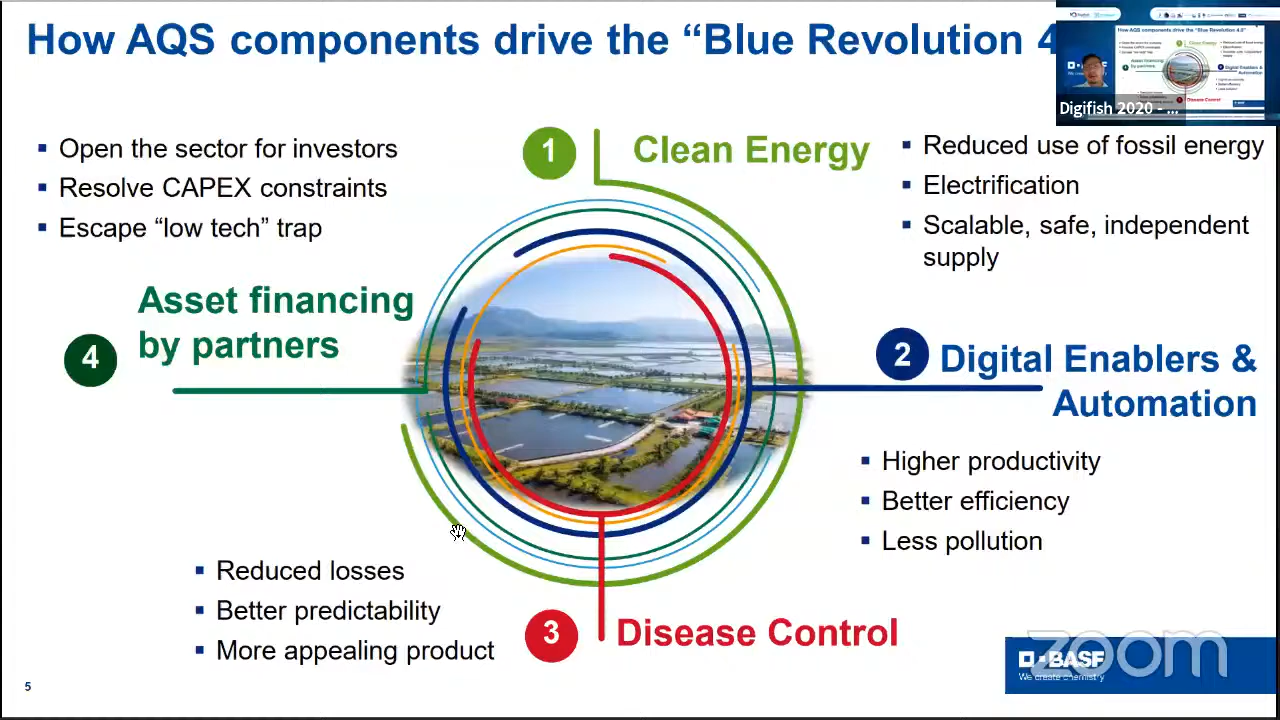 How AQS components drive the “Blue Revolution 4
Digifish 2020 - ...
Open the sector for investors
Resolve CAPEX constraints
Escape “low tech” trap
1
Clean Energy
Reduced use of fossil energy
Electrification
Scalable, safe, independent
supply
Asset financing
by partners
4
2
Digital Enablers &
Automation
Higher productivity
Better efficiency
Less pollution
Reduced losses
Better predictability
More appealing product
3
Disease Control
5
BASF
We create chemistry
zoom